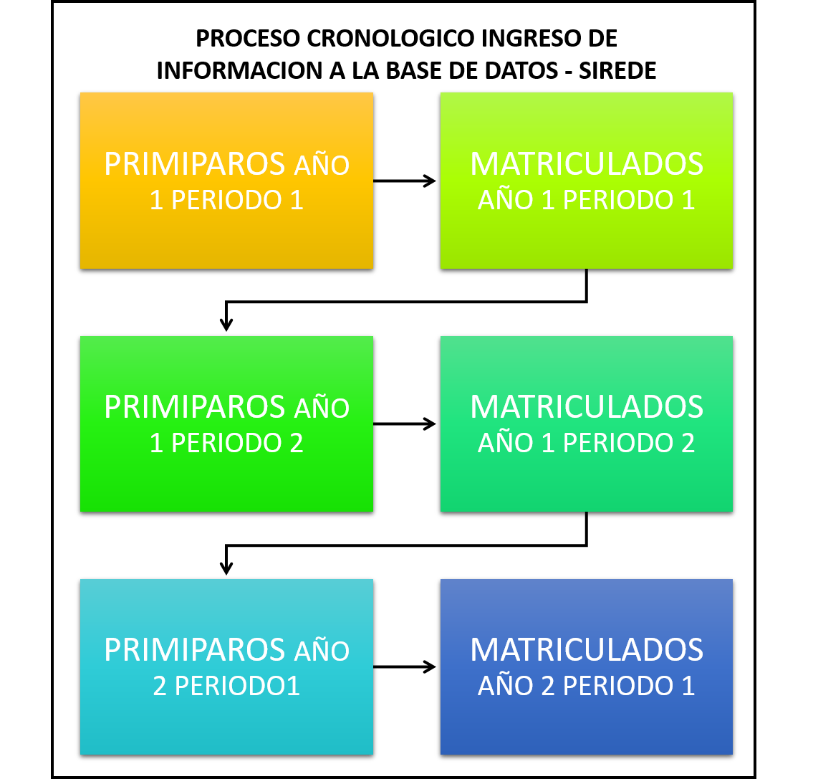 PROCESO CRONOLOGICO INGRESO DE
INFORMACION A LA BASE DE DATOS - SIREDE
PRIMIPAROS AÑO
1 PERIODO 1
MATRICULADOS
AÑO 1 PERIODO 1
PRIMIPAROS AÑO
1 PERIODO 2
MATRICULADOS
AÑO 1 PERIODO 2
PRIMIPAROS AÑO
2 PERIODO1
MATRICULADOS
AÑO 2 PERIODO 1